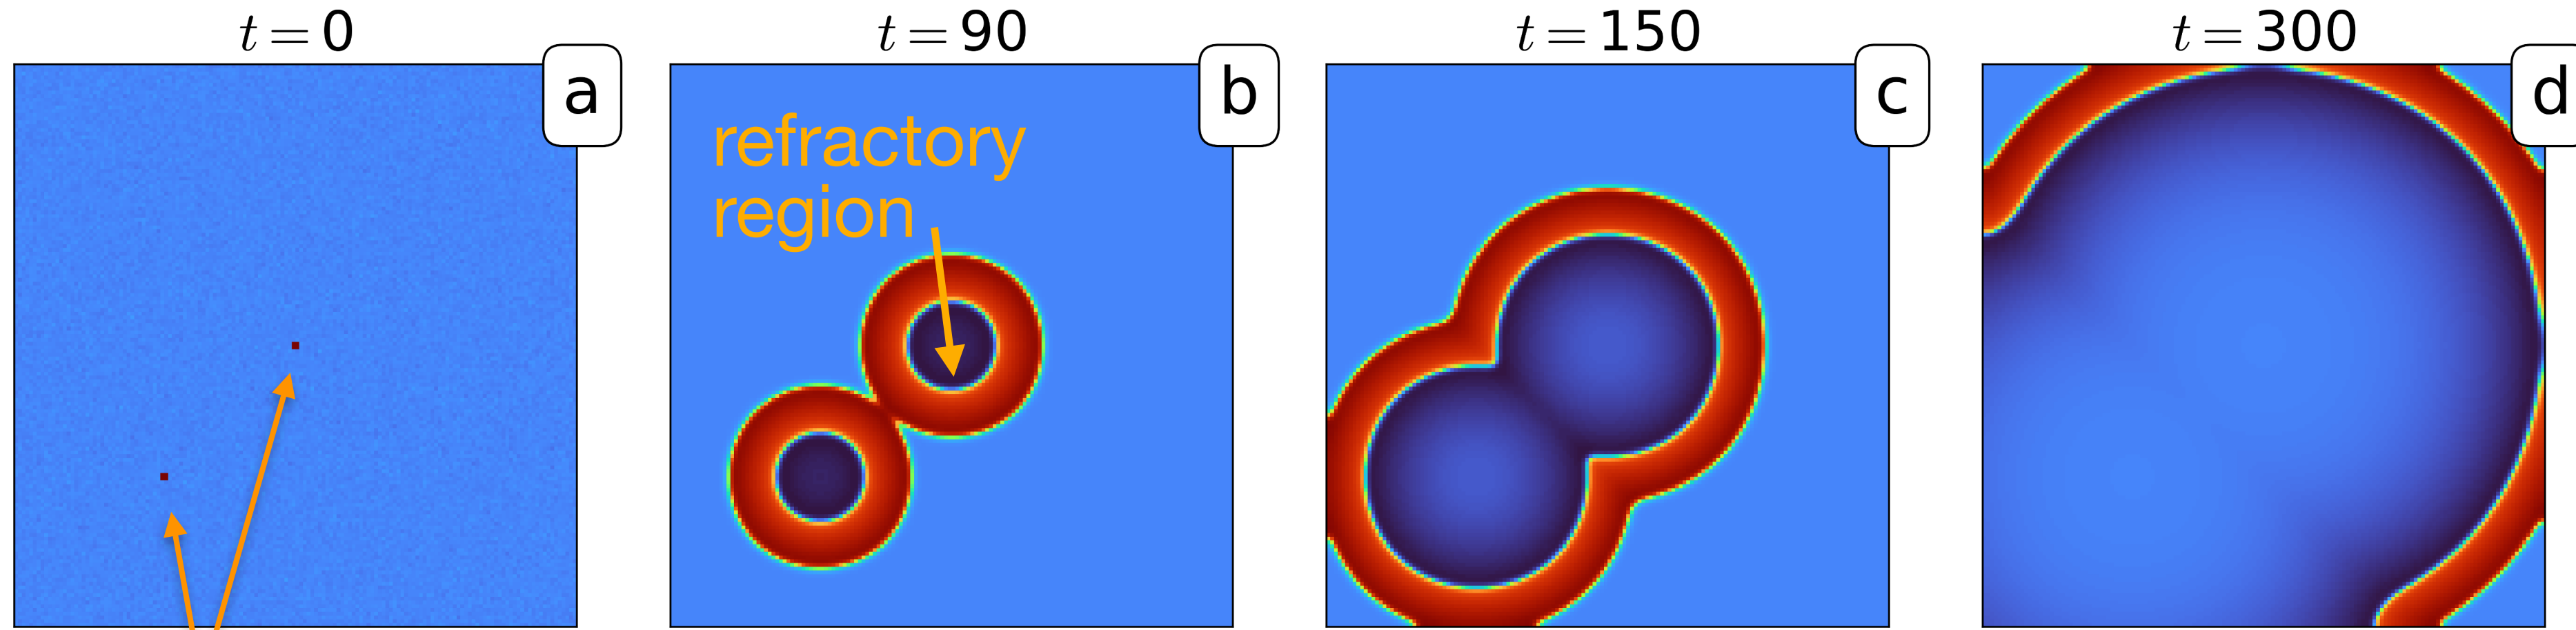 t = 0
a
t = 90
b
refractory
region
t = 150
c
t = 300
d